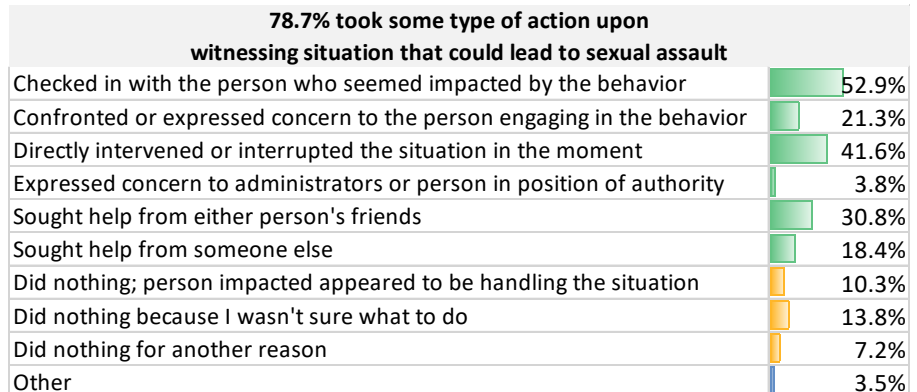 78.7% took some type of action upon
witnessing situation that could lead to sexual assault
Checked in with the person who seemed impacted by the behavior 52.9%
Confronted or expressed concern to the person engaging in the behavior 21.3%
Directly intervened or interrupted the situation in the moment 41.6%
Expressed concern to administrators or person in position of authority 3.8%
Sought help from either person's friends 30.8%
Sought help from someone else 18.4%
Did nothing; person impacted appeared to be handling the situation 10.3%
Did nothing because I wasn't sure what to do 13.8%
Did nothing for another reason 7.2%
Other 3.5%